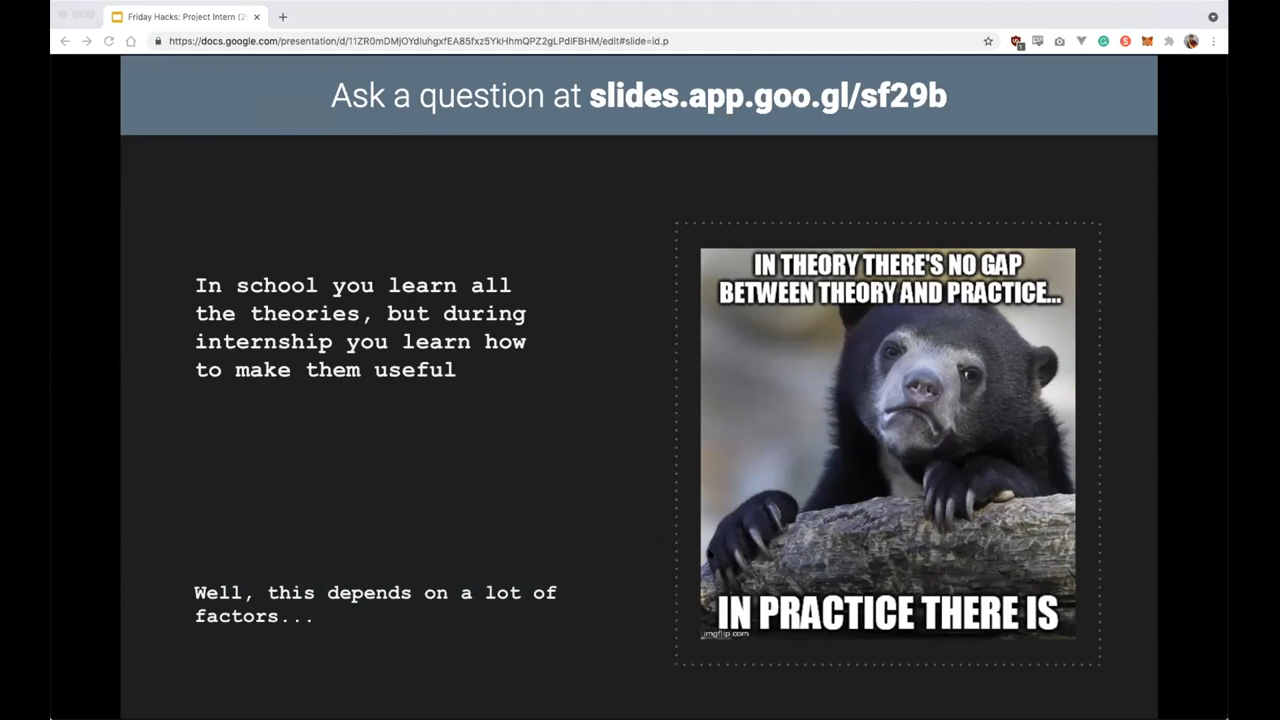 Friday Hacks: Project Intern (2
https://docs.google.com/presentation/d/11ZR0mDMjOYdIuhgxfEA85fxz5YkHhmQPZ2gLPdiFBHM/edit#slide=id.p
1
Ask a question at slides.app.goo.gl/sf29b
In school you learn all
the theories, but during
internship you learn how
to make them useful
Well, this depends on a lot of
factors...
IN THEORY THERE'S NO GAP
BETWEEN THEORY AND PRACTICE...
IN PRACTICE THERE IS
imgflip.com